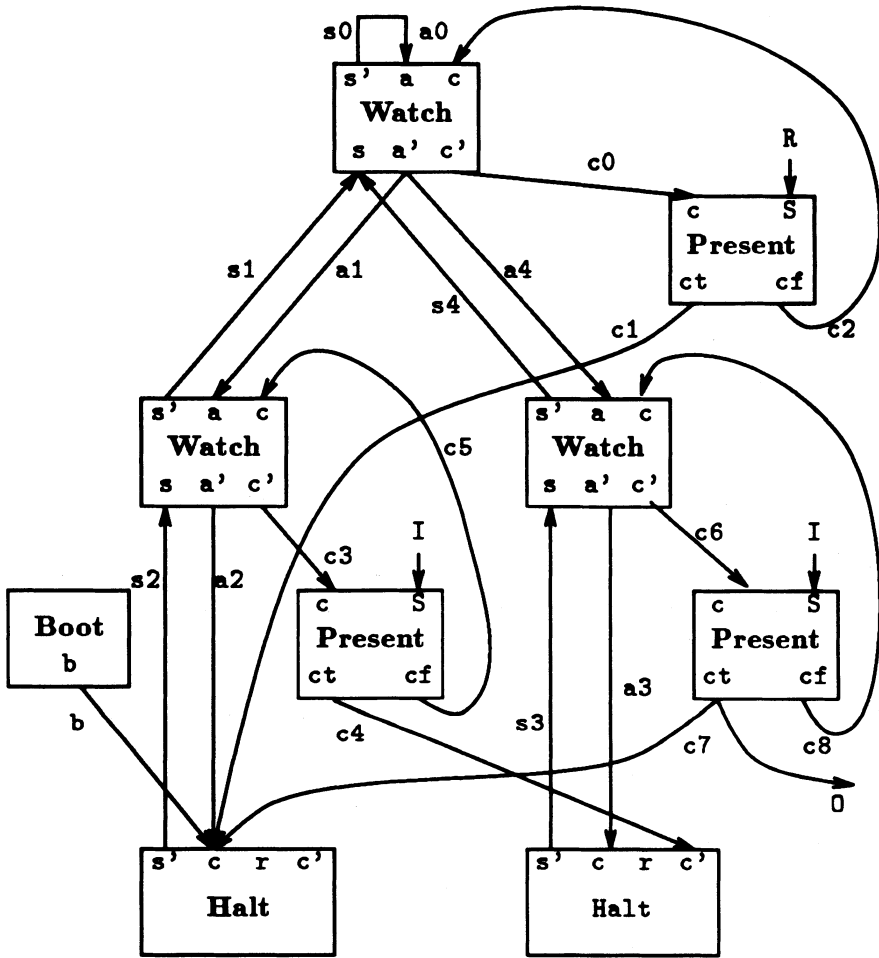 s0 a0
s' a c
Watch
s a' c'
c0
R
c S
Present
ct cf
s1 a1 a4 s4 c1 c2
s' a c
Watch
s a' c'
c5
s' a c
Watch
s a' c'
s2 a2 c3 I
c6 I
Boot
b
c S
Present
ct cf
c S
Present
ct cf
b c4 s3 a3 c7 c8
O
s' c r c'
Halt
s' c r c'
Halt